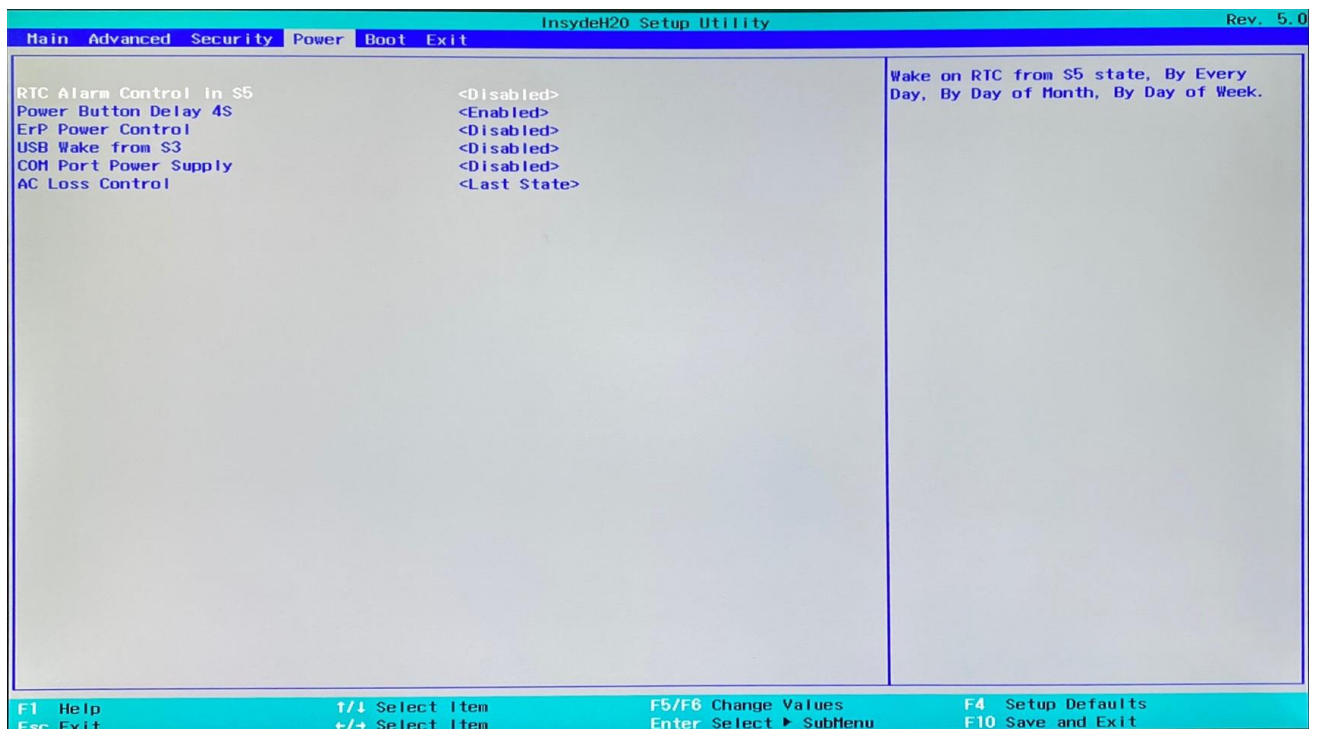 InsydeH20 Setup Utility Rev. 5.0
Main Advanced Security Power Boot Exit
RTC Alarm Control in S5 <Disabled>
Power Button Delay 4S <Enabled>
ErP Power Control <Disabled>
USB Wake from S3 <Disabled>
COM Port Power Supply <Disabled>
AC Loss Control <Last State>
Wake on RTC from S5 state, By Every
Day, By Day of Month, By Day of Week.
F1 Help ↑/↓ Select Item F5/F6 Change Values F4 Setup Defaults
Esc Exit ←/→ Select Item Enter Select ▶ SubMenu F10 Save and Exit